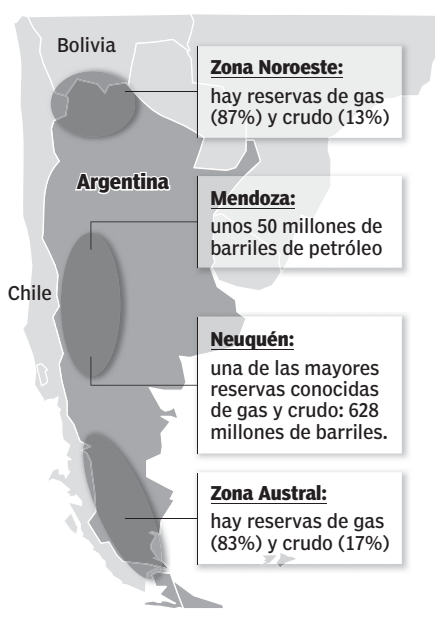 Bolivia
Zona Noroeste:
hay reservas de gas
(87%) y crudo (13%)
Argentina
Mendoza:
unos 50 millones de
barriles de petróleo
Chile
Neuquén:
una de las mayores
reservas conocidas
de gas y crudo: 628
millones de barriles.
Zona Austral:
hay reservas de gas
(83%) y crudo (17%)